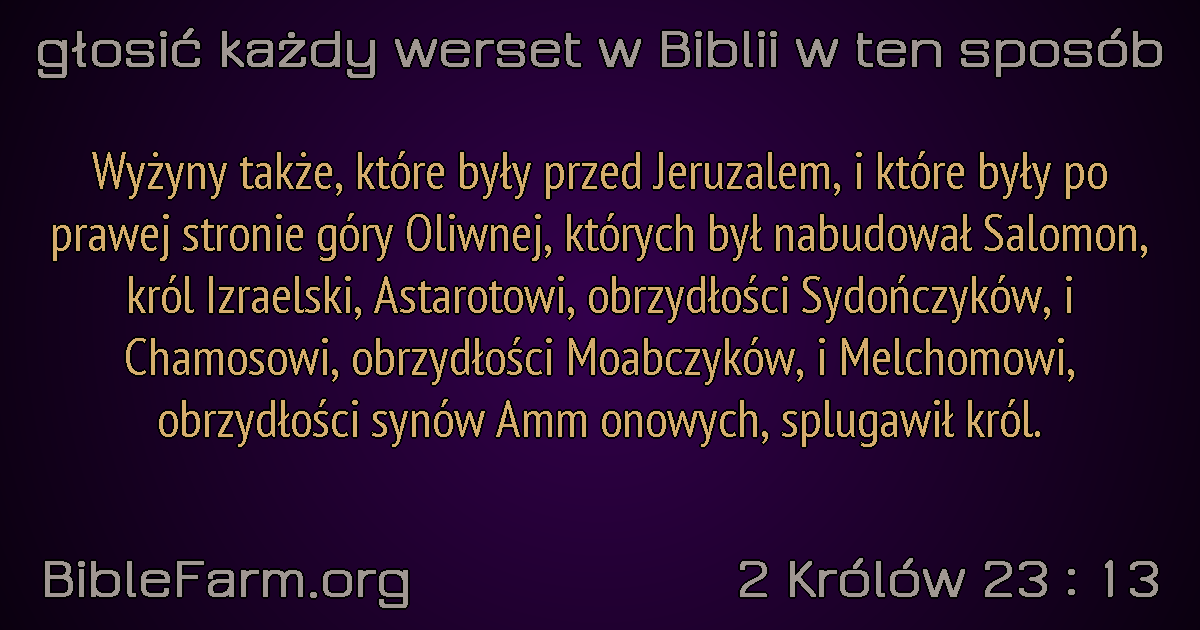 głosić każdy werset w Biblii w ten sposób
Wyżyny także, które były przed Jeruzalem, i które były po
prawej stronie góry Oliwnej, których był nabudował Salomon,
król Izraelski, Astarotowi, obrzydłości Sydończyków, i
Chamosowi, obrzydłości Moabczyków, i Melchomowi,
obrzydłości synów Amm onowych, splugawił król.
BibleFarm.org
2 Królów 23 : 13